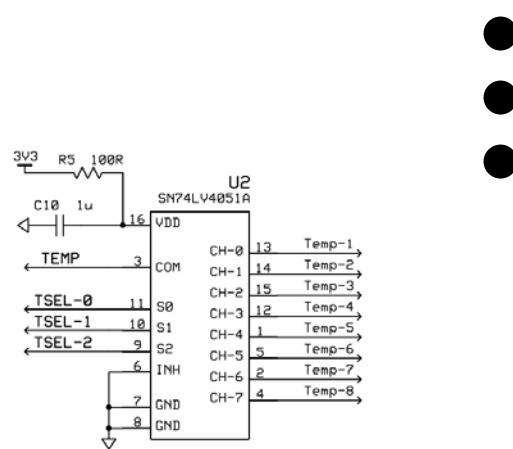 3V3 R5 100R
U2
SN74LV4051A
C10 1u
16 VDD
CH-0 13 Temp-1
TEMP 3 COM
CH-1 14 Temp-2
CH-2 15 Temp-3
TSEL-0 11 S0
CH-3 12 Temp-4
TSEL-1 10 S1
CH-4 1 Temp-5
TSEL-2 9 S2
CH-5 5 Temp-6
6 INH
CH-6 2 Temp-7
7 GND
CH-7 4 Temp-8
8 GND